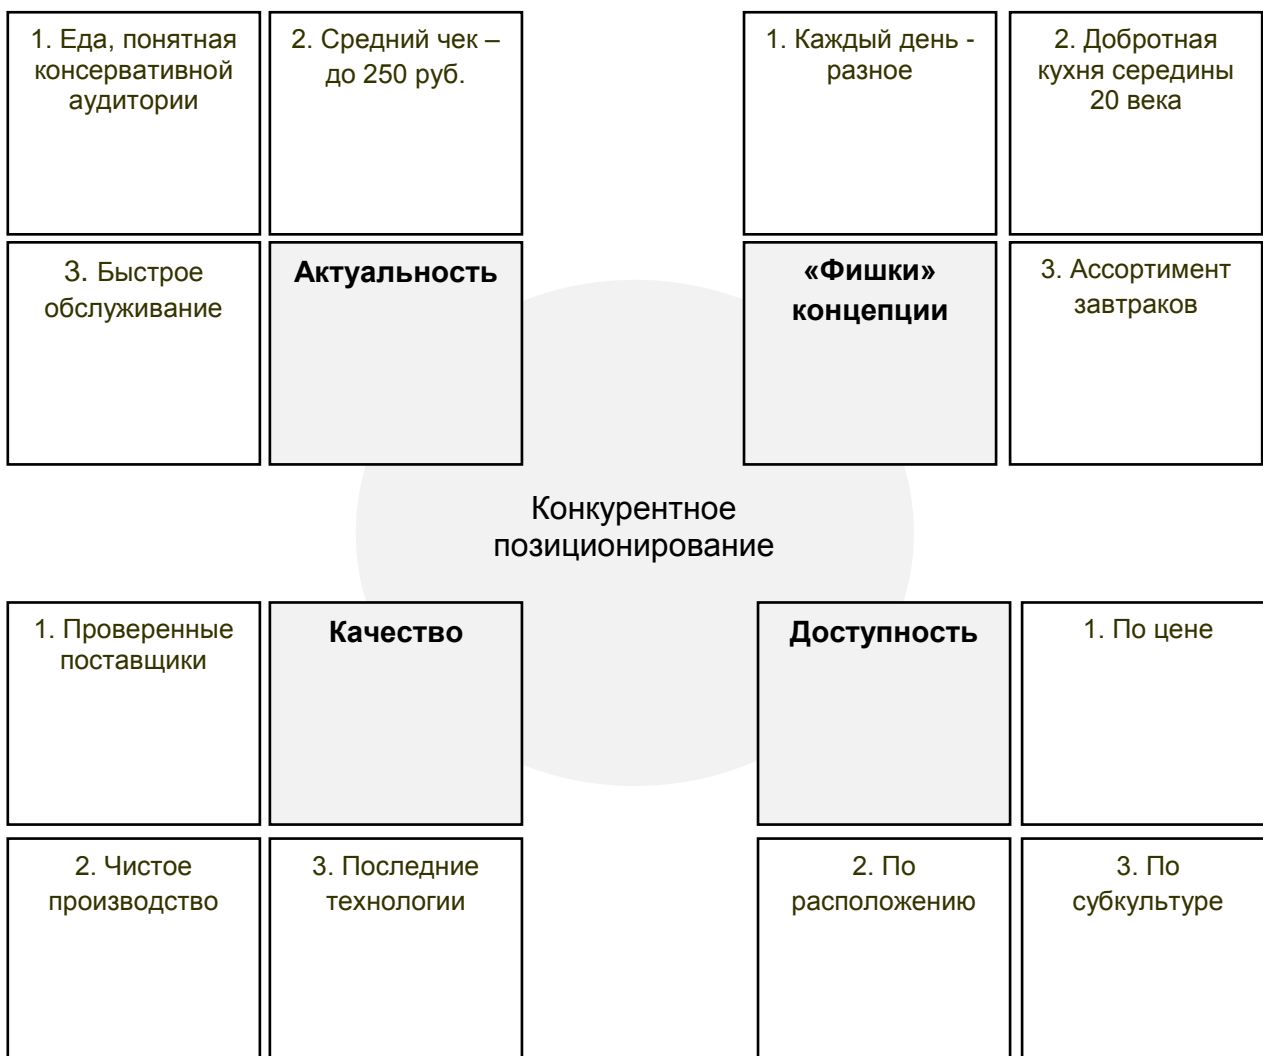 1. Еда, понятная
консервативной
аудитории
2. Средний чек –
до 250 руб.
3. Быстрое
обслуживание
Актуальность
1. Каждый день -
разное
2. Добротная
кухня середины
20 века
«Фишки»
концепции
3. Ассортимент
завтраков
Конкурентное
позиционирование
1. Проверенные
поставщики
Качество
2. Чистое
производство
3. Последние
технологии
Доступность
1. По цене
2. По
расположению
3. По
субкультуре